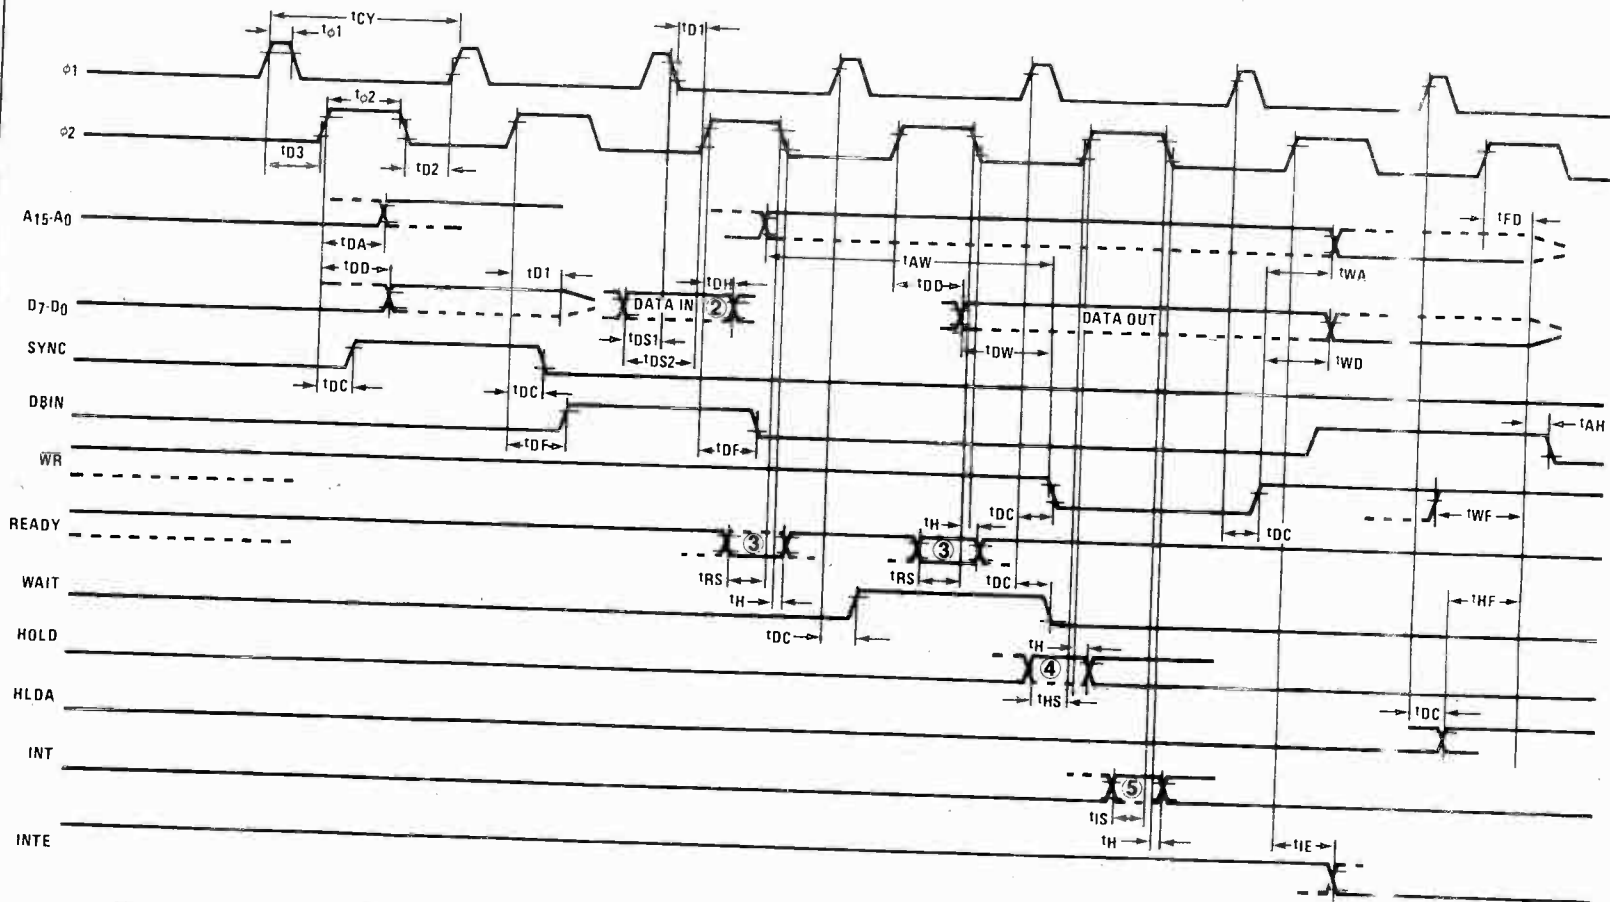 tCY
tφ1
tD1
φ1
tφ2
φ2
tD3
tD2
A15-A0
tDA
tFD
tAW
tWA
tDD
tD1
tDH
tDD
D7-D0
DATA IN
②
DATA OUT
tDS1
tDS2
tDW
tWD
SYNC
tDC
tDC
DBIN
tDF
tDF
tAH
WR
tDC
tDC
tWF
READY
③
tH
③
tRS
tRS
tDC
WAIT
tH
tHF
tDC
HOLD
tH
④
tHS
HLDA
tDC
INT
⑤
tIS
tH
INTE
tIE